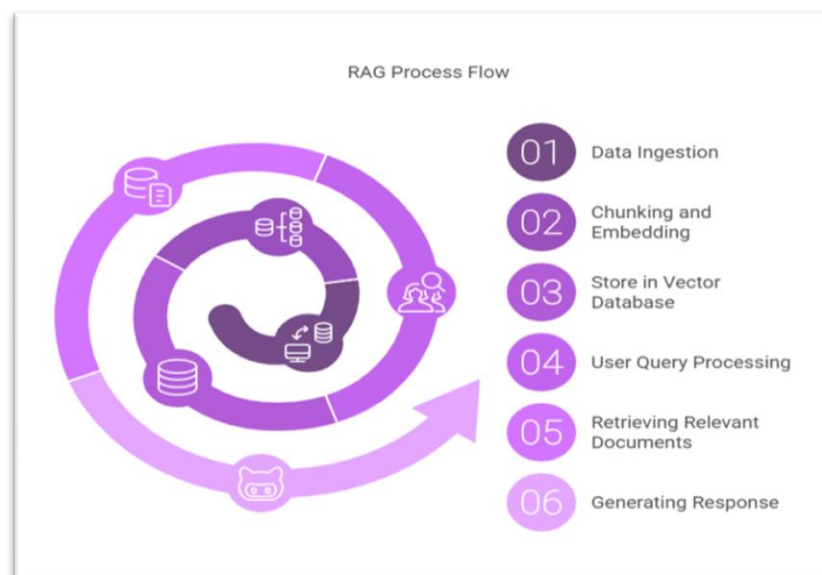 RAG Process Flow
01 Data Ingestion
02 Chunking and
Embedding
03 Store in Vector
Database
04 User Query Processing
05 Retrieving Relevant
Documents
06 Generating Response